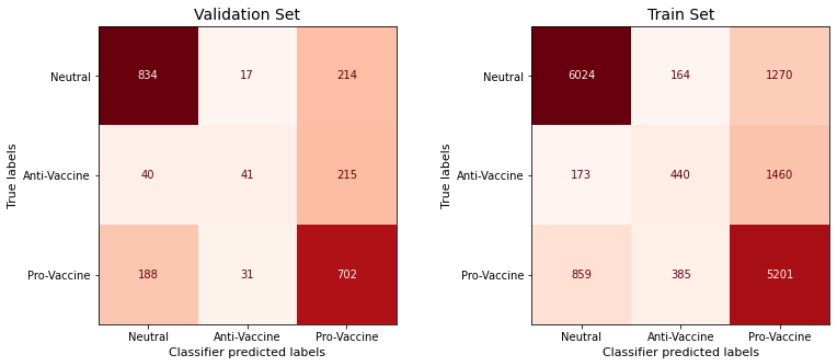 Validation Set
Train Set
True labels
Neutral
834 17 214
Anti-Vaccine
40 41 215
Pro-Vaccine
188 31 702
Neutral Anti-Vaccine Pro-Vaccine
Classifier predicted labels
True labels
Neutral
6024 164 1270
Anti-Vaccine
173 440 1460
Pro-Vaccine
859 385 5201
Neutral Anti-Vaccine Pro-Vaccine
Classifier predicted labels